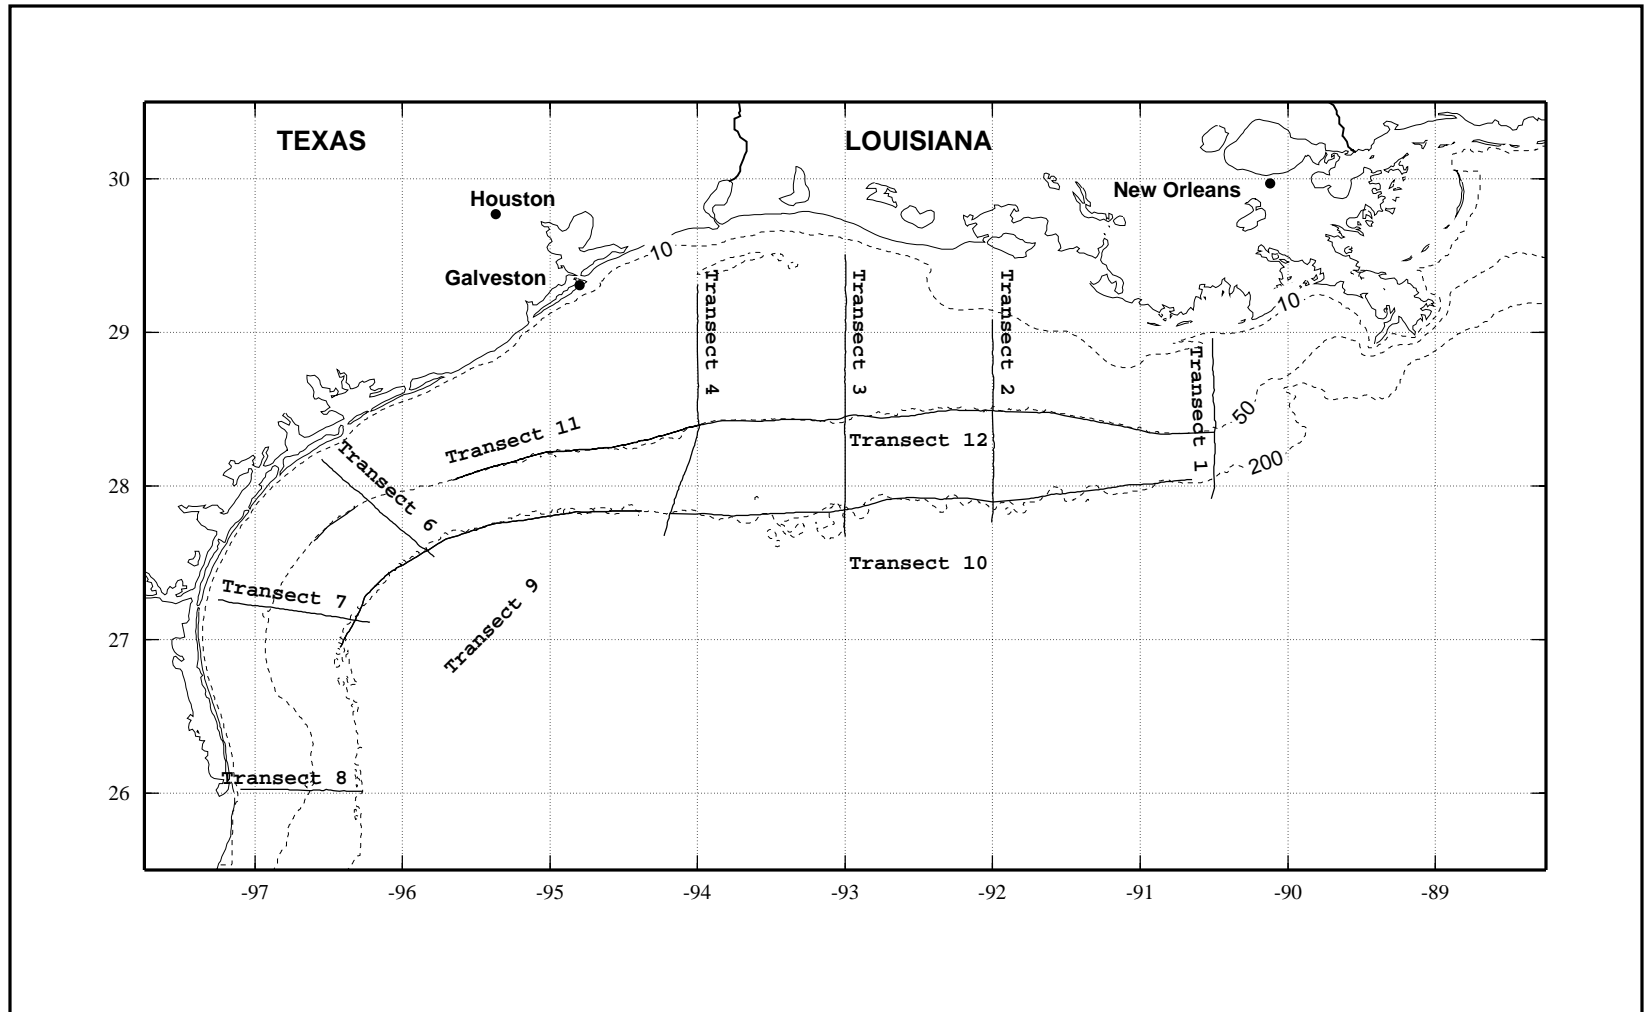 TEXAS
LOUISIANA
30
Houston
New Orleans
10
Galveston
Transect 4
Transect 3
Transect 2
10
29
Transect 1
50
Transect 11
Transect 12
200
Transect 6
28
Transect 10
Transect 7
Transect 9
27
Transect 8
26
-97
-96
-95
-94
-93
-92
-91
-90
-89